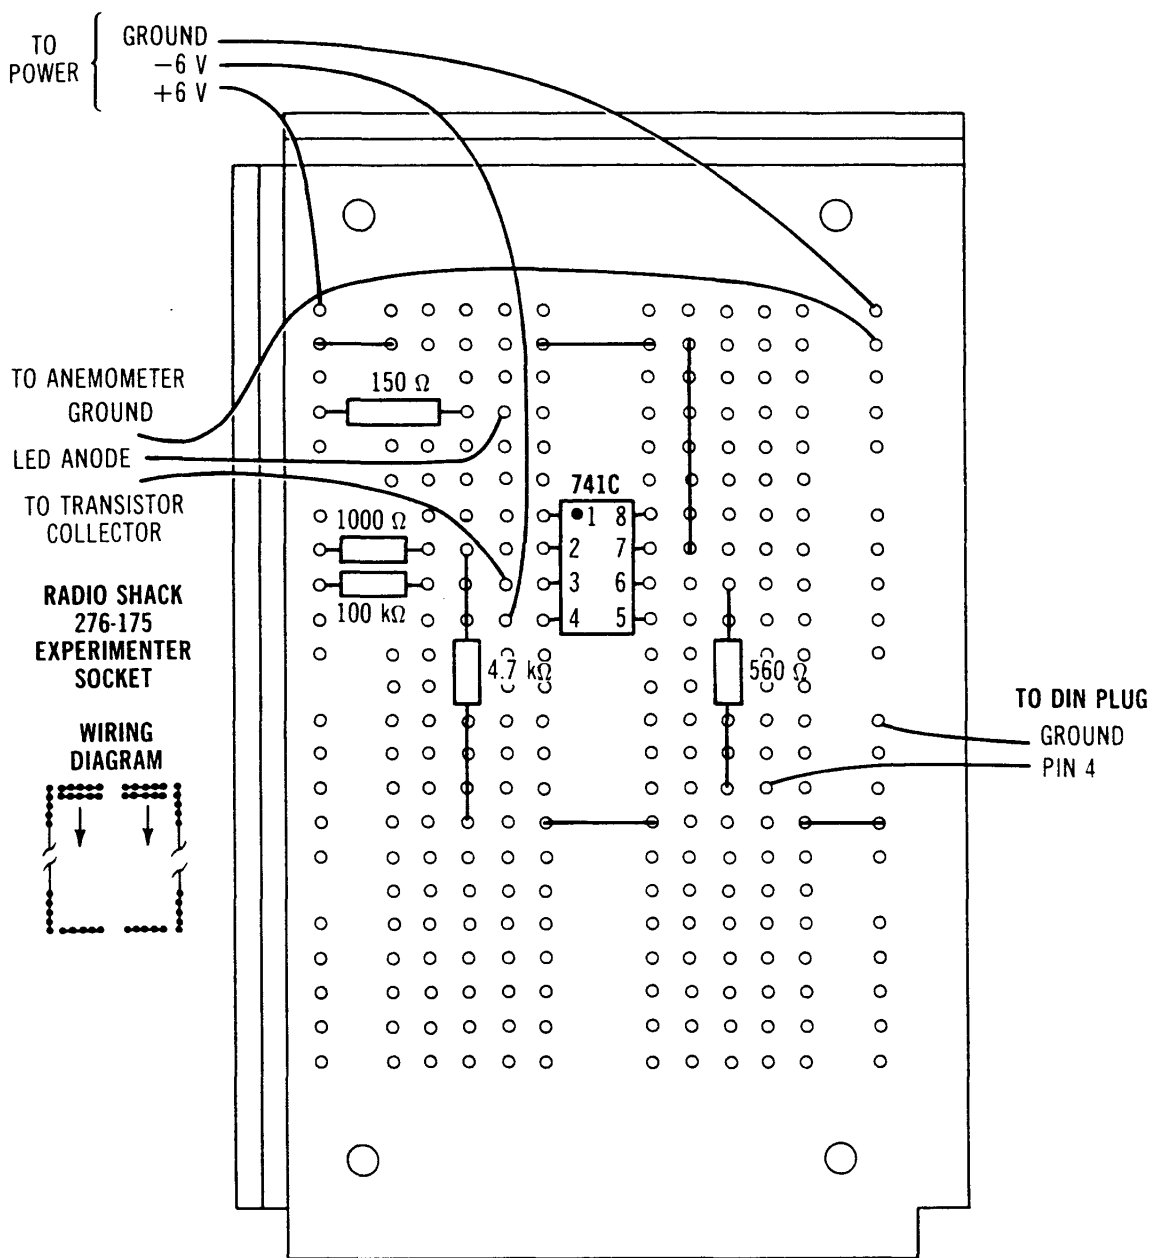 TO
POWER
GROUND
−6 V
+6 V
TO ANEMOMETER
GROUND
LED ANODE
TO TRANSISTOR
COLLECTOR
150 Ω
1000 Ω
100 kΩ
741C
1 8
2 7
3 6
4 5
4.7 kΩ
560 Ω
RADIO SHACK
276-175
EXPERIMENTER
SOCKET
WIRING
DIAGRAM
TO DIN PLUG
GROUND
PIN 4